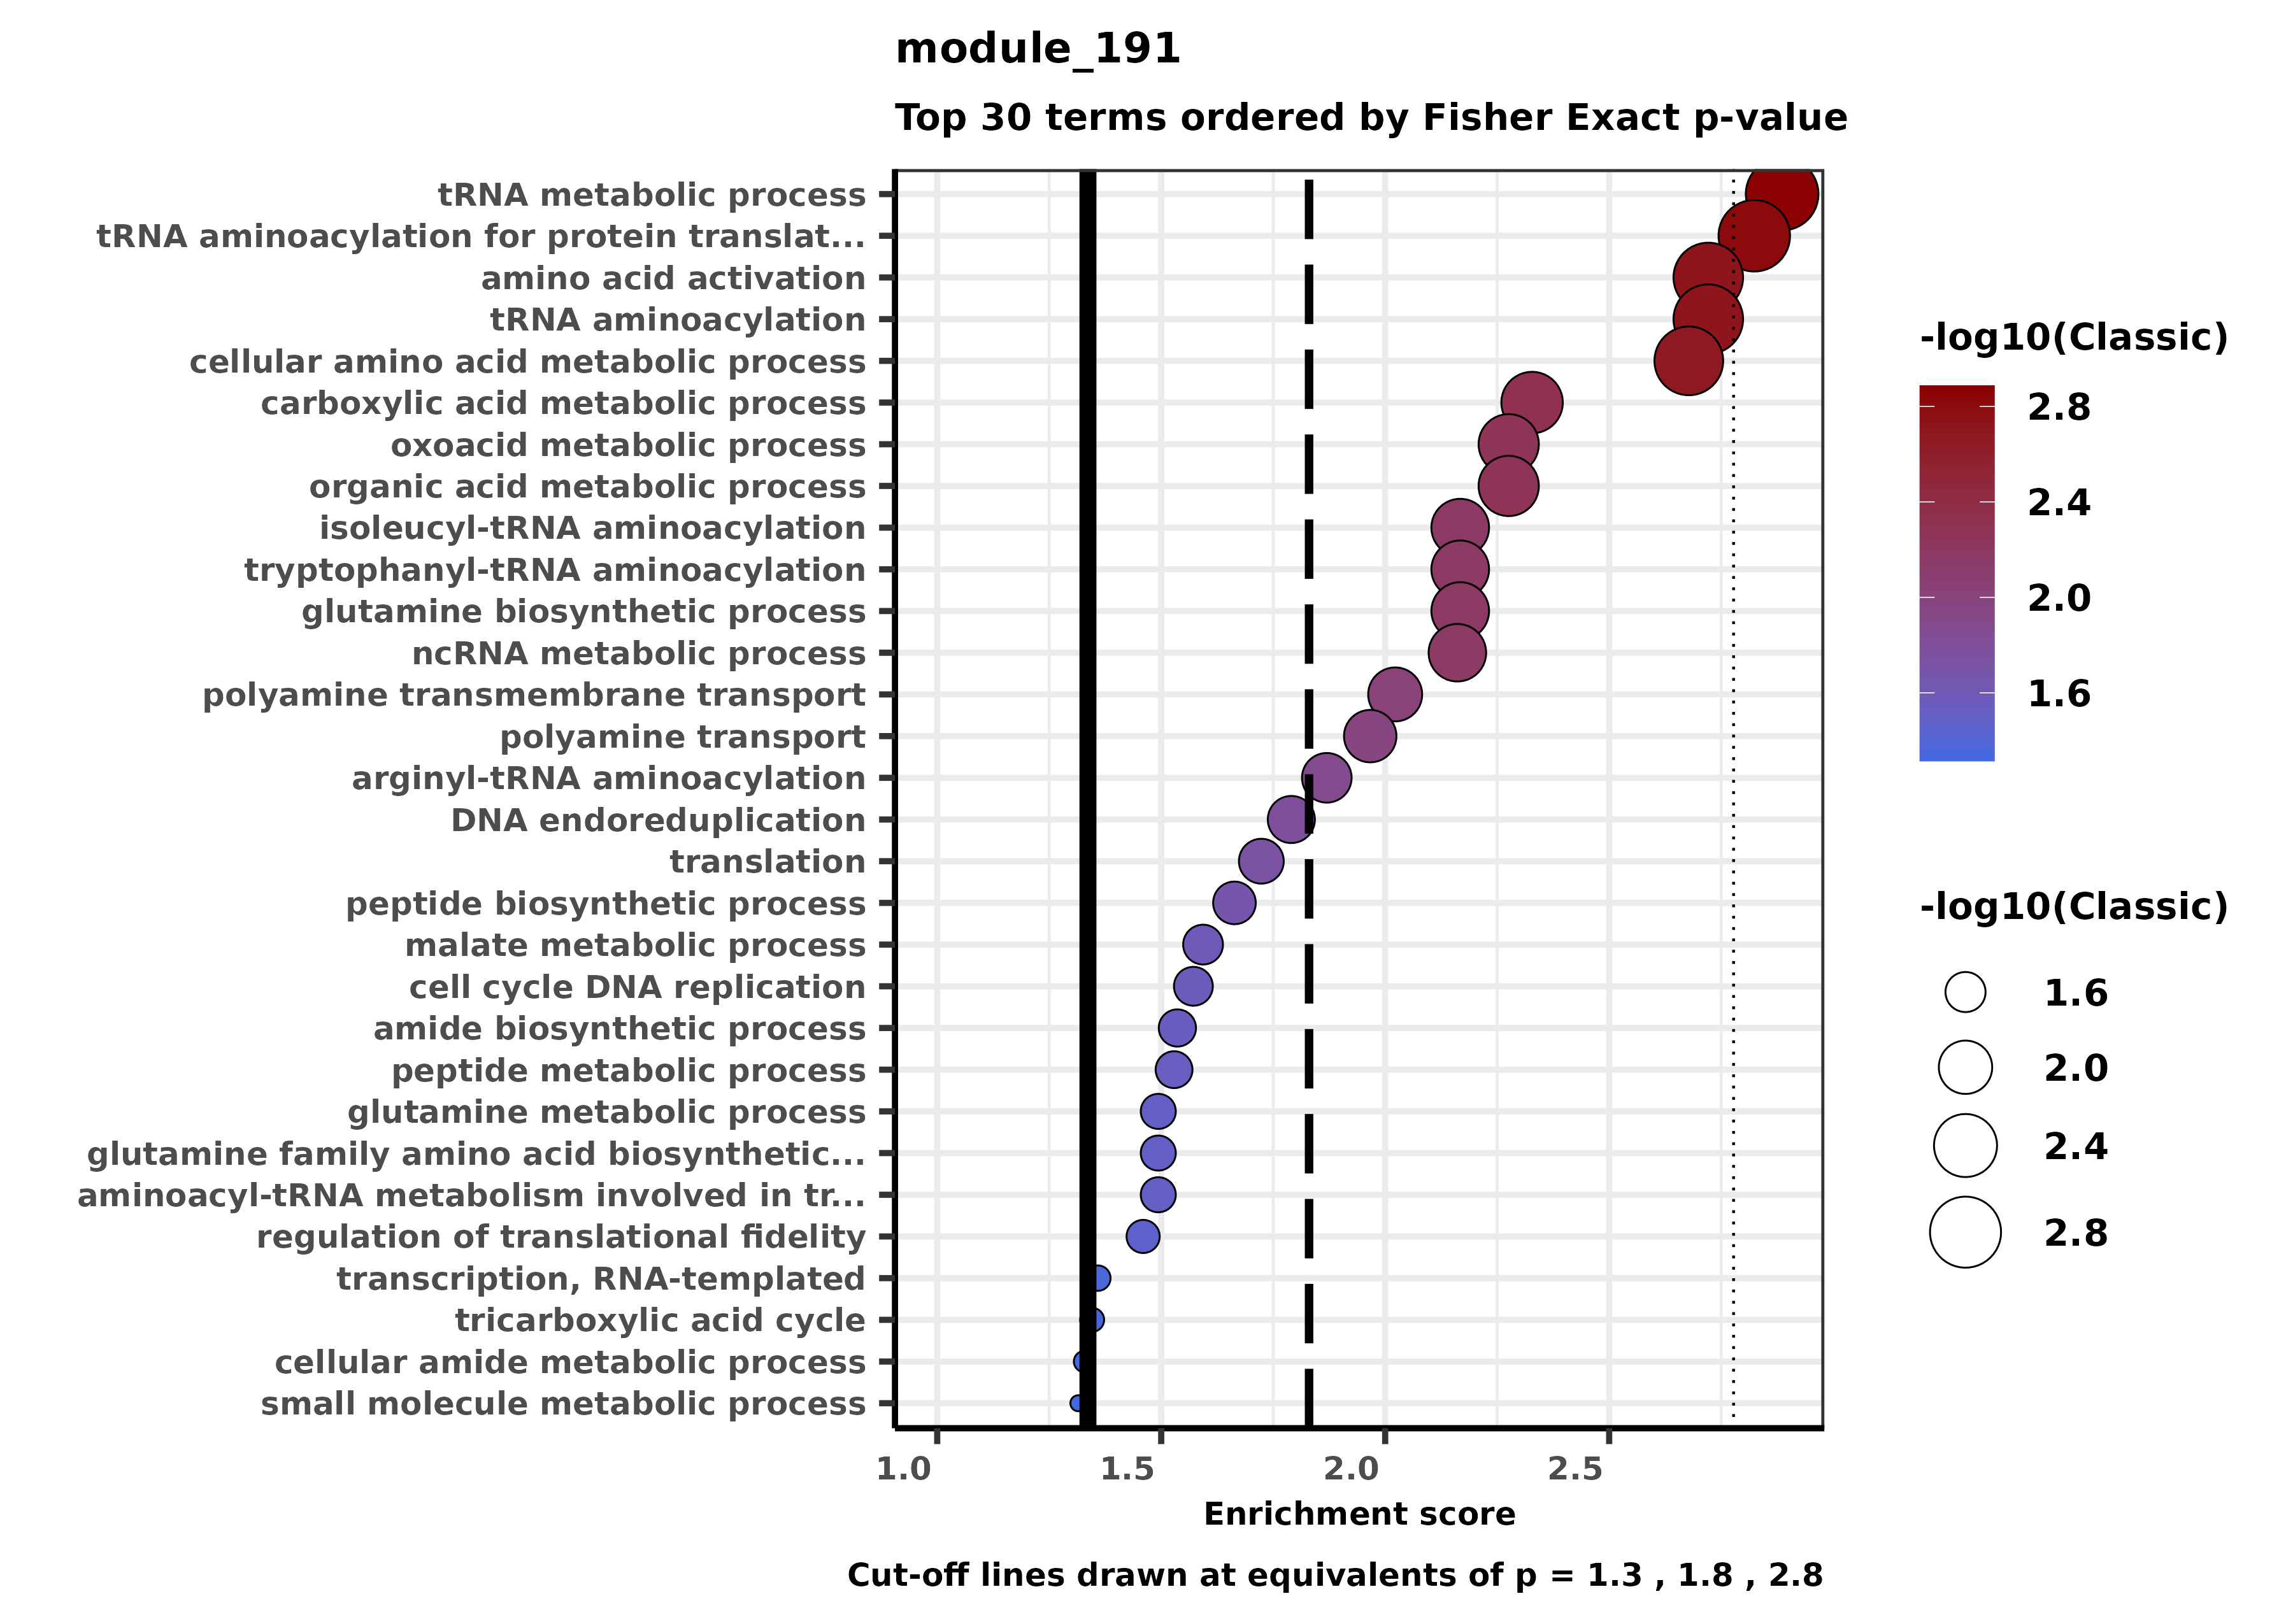 module_191
Top 30 terms ordered by Fisher Exact p-value
tRNA metabolic process
tRNA aminoacylation for protein translat...
amino acid activation
tRNA aminoacylation
cellular amino acid metabolic process
carboxylic acid metabolic process
oxoacid metabolic process
organic acid metabolic process
isoleucyl-tRNA aminoacylation
tryptophanyl-tRNA aminoacylation
glutamine biosynthetic process
ncRNA metabolic process
polyamine transmembrane transport
polyamine transport
arginyl-tRNA aminoacylation
DNA endoreduplication
translation
peptide biosynthetic process
malate metabolic process
cell cycle DNA replication
amide biosynthetic process
peptide metabolic process
glutamine metabolic process
glutamine family amino acid biosynthetic...
aminoacyl-tRNA metabolism involved in tr...
regulation of translational fidelity
transcription, RNA-templated
tricarboxylic acid cycle
cellular amide metabolic process
small molecule metabolic process
1.0 1.5 2.0 2.5
Enrichment score
Cut-off lines drawn at equivalents of p = 1.3 , 1.8 , 2.8
-log10(Classic)
2.8
2.4
2.0
1.6
-log10(Classic)
1.6
2.0
2.4
2.8